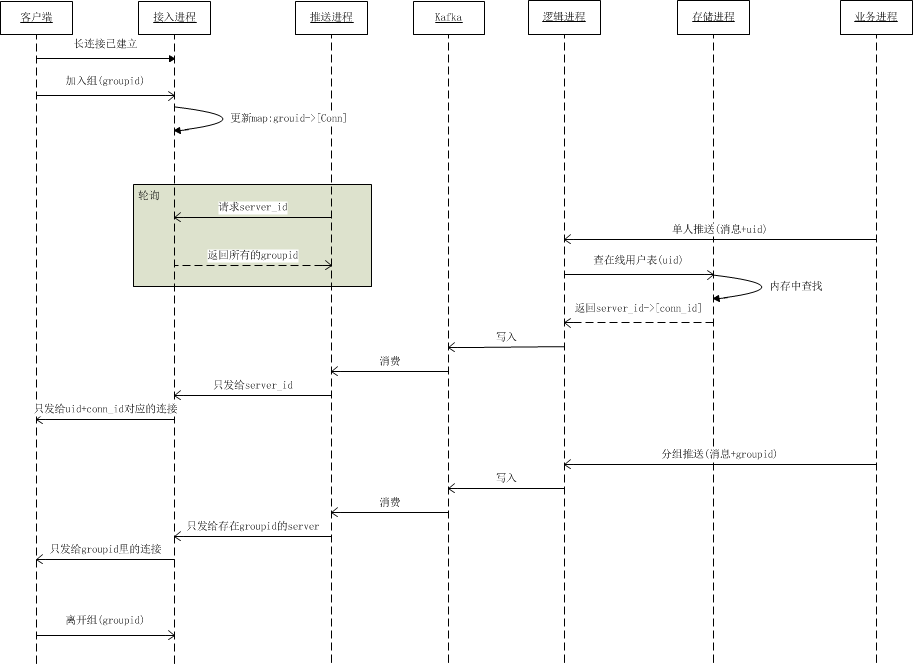 客户端
接入进程
推送进程
Kafka
逻辑进程
存储进程
业务进程
长连接已建立
加入组(groupid)
更新map:grouid->[Conn]
轮询
请求server_id
单人推送(消息+uid)
返回所有的groupid
查在线用户表(uid)
内存中查找
返回server_id->[conn_id]
写入
消费
只发给server_id
只发给uid+conn_id对应的连接
分组推送(消息+groupid)
写入
消费
只发给存在groupid的server
只发给groupid里的连接
离开组(groupid)